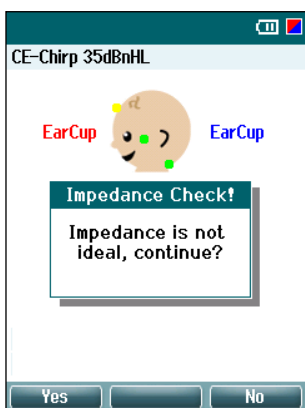 CE-Chirp 35dBnHL
EarCup EarCup
Impedance Check!
Impedance is not
ideal, continue?
Yes No